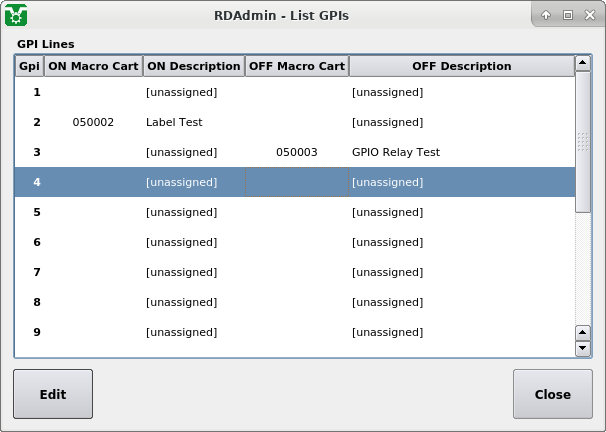 RDAdmin - List GPIs
GPI Lines
Gpi ON Macro Cart ON Description OFF Macro Cart OFF Description
1 [unassigned] [unassigned]
2 050002 Label Test [unassigned]
3 [unassigned] 050003 GPIO Relay Test
4 [unassigned] [unassigned]
5 [unassigned] [unassigned]
6 [unassigned] [unassigned]
7 [unassigned] [unassigned]
8 [unassigned] [unassigned]
9 [unassigned] [unassigned]
Edit Close